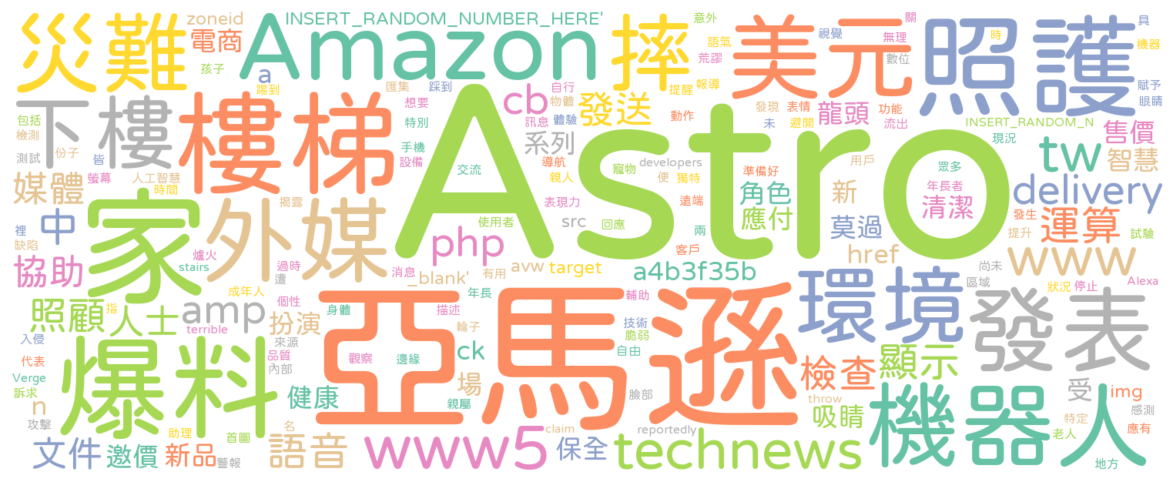 災難
zoneid
電商
INSERT_RANDOM_NUMBER_HERE'
Amazon
摔
意外
語氣
荒謬
提醒
報導
美元
視覺
關
無理
數位
照護
具
時
機器
賦予
眼睛
孩子
a
踢到
匯集
踩到
想要
特別
手機
設備
cb
自行
物體
訊息
體驗
發送
動作
發現
表情
未
避開
龍頭
功能
流出
INSERT_RANDOM_N
現況
售價
包括
檢測
測試
份子
皆
螢幕
下樓
樓梯
人工智慧
時間
系列
導航
親人
寵物
developers
便
獨特
遠端
準備好
用戶
眾多
年長者
tw
智慧
媒體
揭露
交流
Astro
表現力
使用者
src
回應
兩
客戶
角色
應付
新
莫過
清潔
發生
提升
試驗
delivery
運算
中
裡
缺陷
家
外媒
php
href
www
協助
stairs
爐火
過時
遭
消息
_blank'
有用
avw
target
a4b3f35b
環境
尚未
區域
狀況
停止
Alexa
成年人
照顧
人士
指
terrible
amp
個性
來源
扮演
身體
描述
年長
輪子
輔助
技術
脆弱
自由
發表
入侵
代表
Verge
訴求
n
攻擊
爆料
品質
內部
健康
觀察
邊緣
亞馬遜
ck
場
親屬
臉部
檢查
顯示
throw
吸睛
受
img
感測
特定
應有
老人
文件
邀價
助理
新品
首圖
名
警報
語音
www5
claim
保全
reportedly
technews
機器人
地方